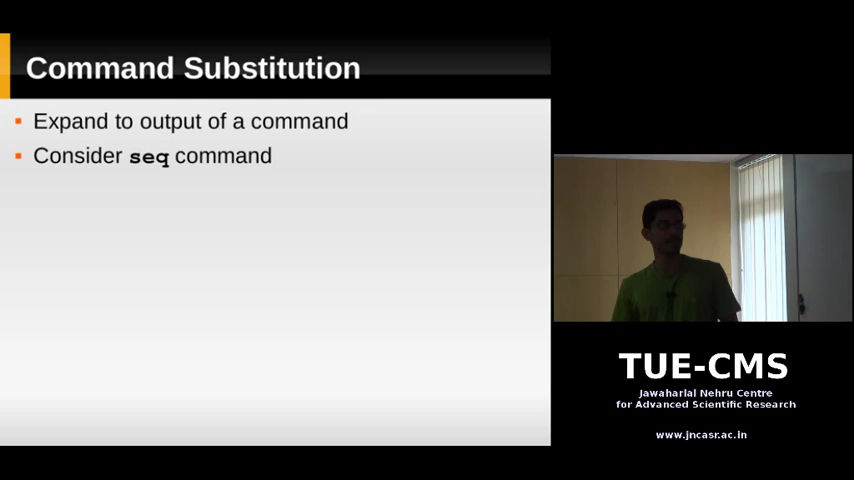 Command Substitution
Expand to output of a command
Consider seq command
TUE-CMS
Jawaharlal Nehru Centre
for Advanced Scientific Research
www.jncasr.ac.in